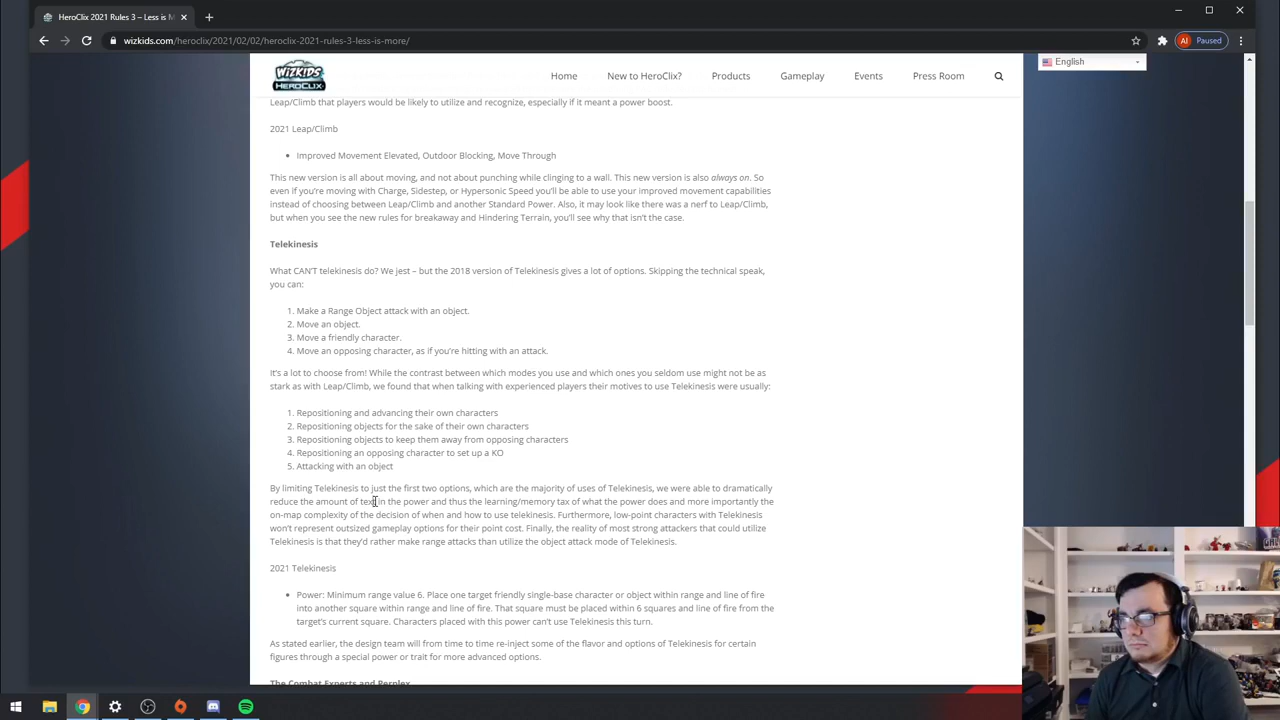 HeroClix 2021 Rules 3 – Less is M
wizkids.com/heroclix/2021/02/02/heroclix-2021-rules-3-less-is-more/
AI Paused
WIZKIDS
HEROCLIX
Home New to HeroClix? Products Gameplay Events Press Room
English
Leap/Climb that players would be likely to utilize and recognize, especially if it meant a power boost.
2021 Leap/Climb
• Improved Movement Elevated, Outdoor Blocking, Move Through
This new version is all about moving, and not about punching while clinging to a wall. This new version is also always on. So
even if you're moving with Charge, Sidestep, or Hypersonic Speed you'll be able to use your improved movement capabilities
instead of choosing between Leap/Climb and another Standard Power. Also, it may look like there was a nerf to Leap/Climb,
but when you see the new rules for breakaway and Hindering Terrain, you'll see why that isn't the case.
Telekinesis
What CAN'T telekinesis do? We jest – but the 2018 version of Telekinesis gives a lot of options. Skipping the technical speak,
you can:
1. Make a Range Object attack with an object.
2. Move an object.
3. Move a friendly character.
4. Move an opposing character, as if you're hitting with an attack.
It's a lot to choose from! While the contrast between which modes you use and which ones you seldom use might not be as
stark as with Leap/Climb, we found that when talking with experienced players their motives to use Telekinesis were usually:
1. Repositioning and advancing their own characters
2. Repositioning objects for the sake of their own characters
3. Repositioning objects to keep them away from opposing characters
4. Repositioning an opposing character to set up a KO
5. Attacking with an object
By limiting Telekinesis to just the first two options, which are the majority of uses of Telekinesis, we were able to dramatically
reduce the amount of text in the power and thus the learning/memory tax of what the power does and more importantly the
on-map complexity of the decision of when and how to use telekinesis. Furthermore, low-point characters with Telekinesis
won't represent outsized gameplay options for their point cost. Finally, the reality of most strong attackers that could utilize
Telekinesis is that they'd rather make range attacks than utilize the object attack mode of Telekinesis.
2021 Telekinesis
• Power: Minimum range value 6. Place one target friendly single-base character or object within range and line of fire
into another square within range and line of fire. That square must be placed within 6 squares and line of fire from the
target's current square. Characters placed with this power can't use Telekinesis this turn.
As stated earlier, the design team will from time to time re-inject some of the flavor and options of Telekinesis for certain
figures through a special power or trait for more advanced options.
The Combat Experts and Perplex